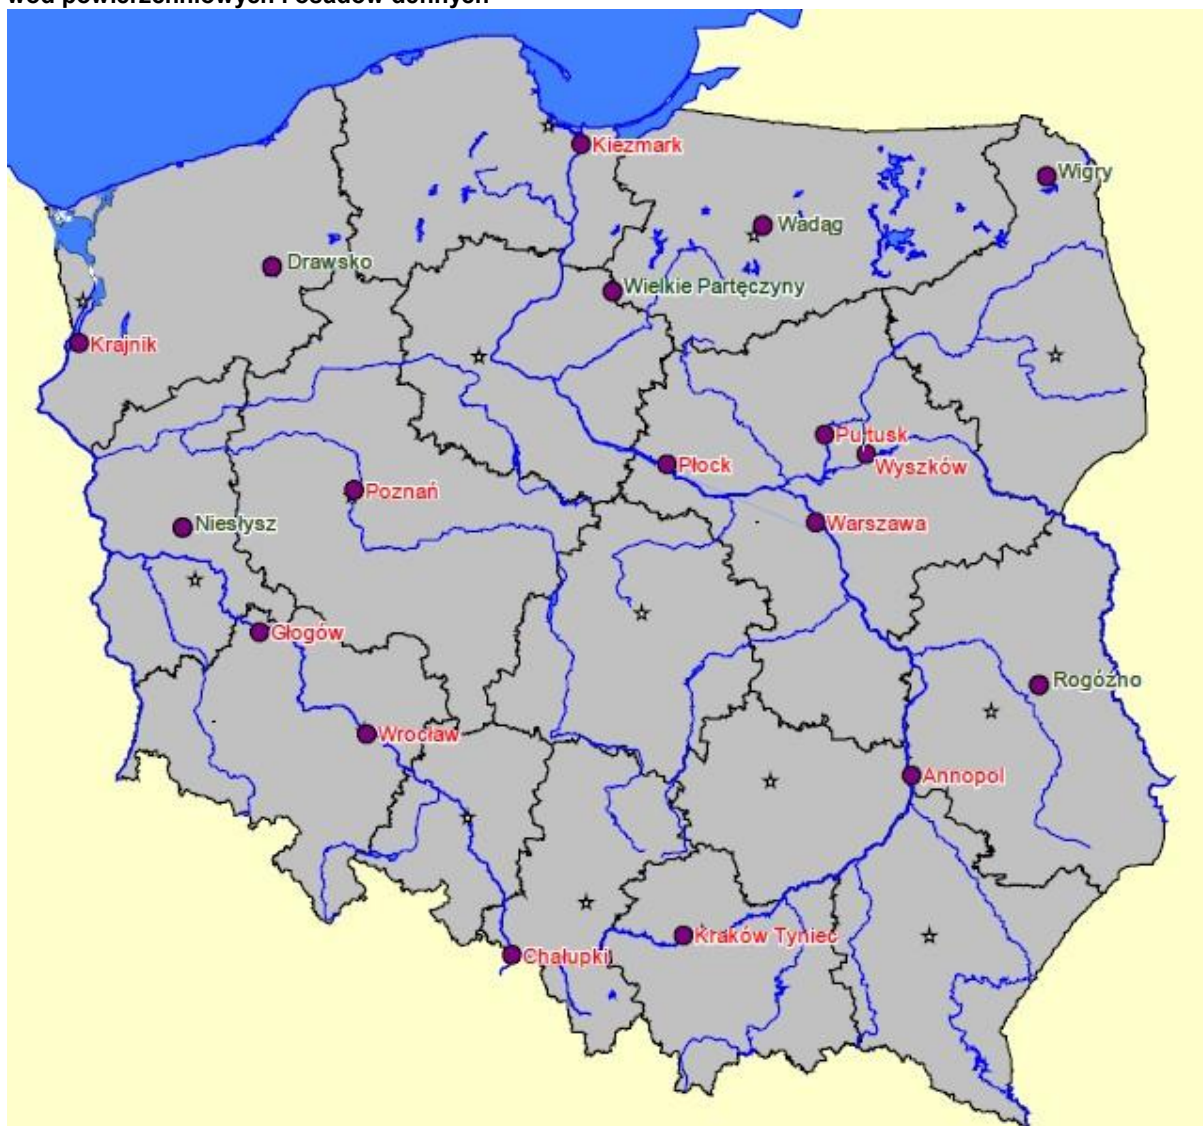 wód powierzchniowych i osadów dennych
Kiezmark
Wigry
Wadąg
Drawsko
Wielkie Partęczyny
Krajnik
Pułtusk
Wyszków
Płock
Poznań
Warszawa
Niesłysz
Głogów
Rogóźno
Wrocław
Annopol
Kraków Tyniec
Chałupki